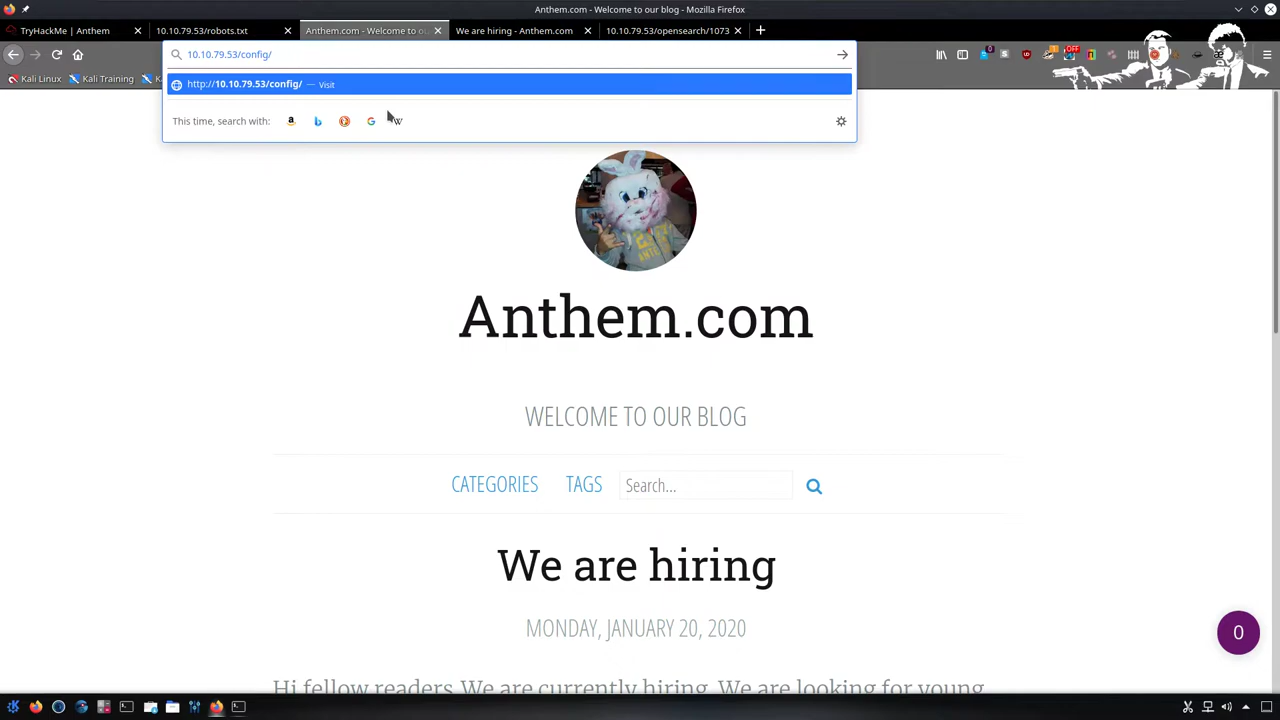 Anthem.com - Welcome to our blog - Mozilla Firefox
TryHackMe | Anthem
10.10.79.53/robots.txt
Anthem.com - Welcome to ou
We are hiring - Anthem.com
10.10.79.53/opensearch/1073
10.10.79.53/config/
OFF
Kali Linux
Kali Training
http://10.10.79.53/config/ — Visit
This time, search with:
Anthem.com
WELCOME TO OUR BLOG
CATEGORIES
TAGS
Search...
We are hiring
MONDAY, JANUARY 20, 2020
0
Hi fellow readers, We are currently hiring. We are looking for young